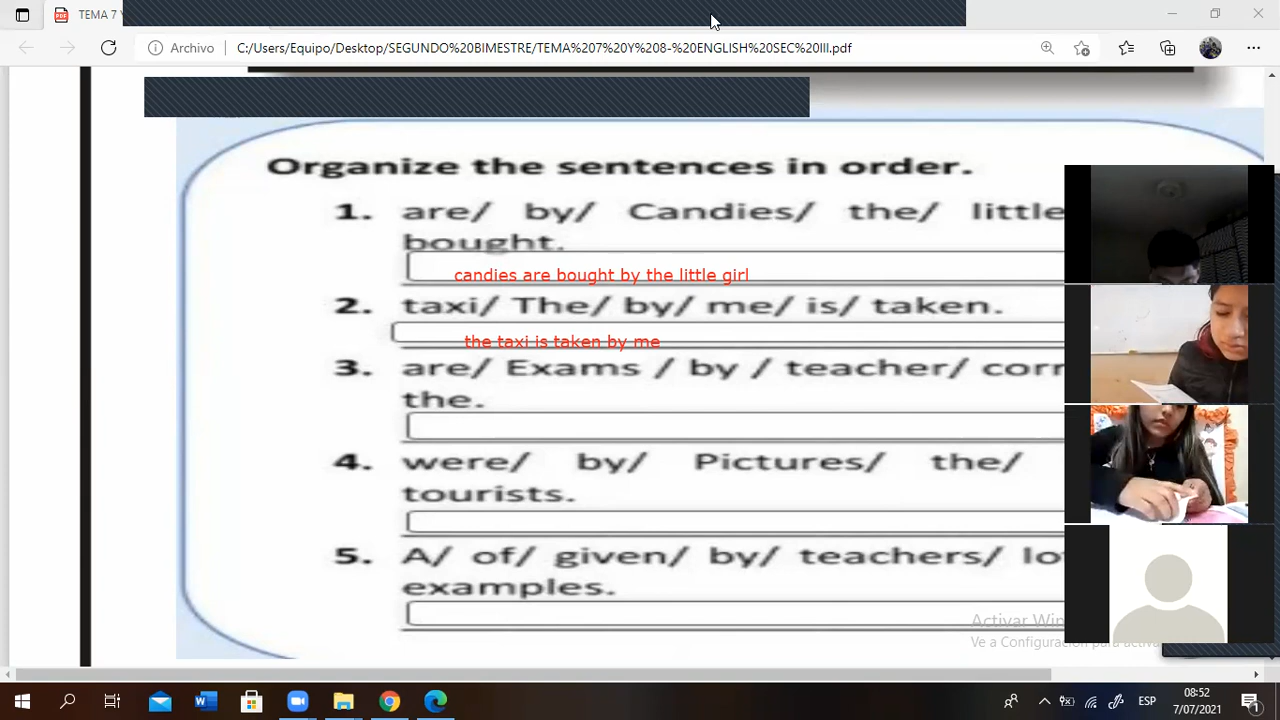 TEMA 7 Y
Archivo
C:/Users/Equipo/Desktop/SEGUNDO%20BIMESTRE/TEMA%207%20Y%208-%20ENGLISH%20SEC%20III.pdf
Organize the sentences in order.
1. are/ by/ Candies/ the/ little
bought.
candies are bought by the little girl
2. taxi/ The/ by/ me/ is/ taken.
the taxi is taken by me
3. are/ Exams / by / teacher/ corr
the.
4. were/ by/ Pictures/ the/
tourists.
5. A/ of/ given/ by/ teachers/ lo
examples.
Activar Win
Ve a Configuración para activa
ESP
08:52
7/07/2021